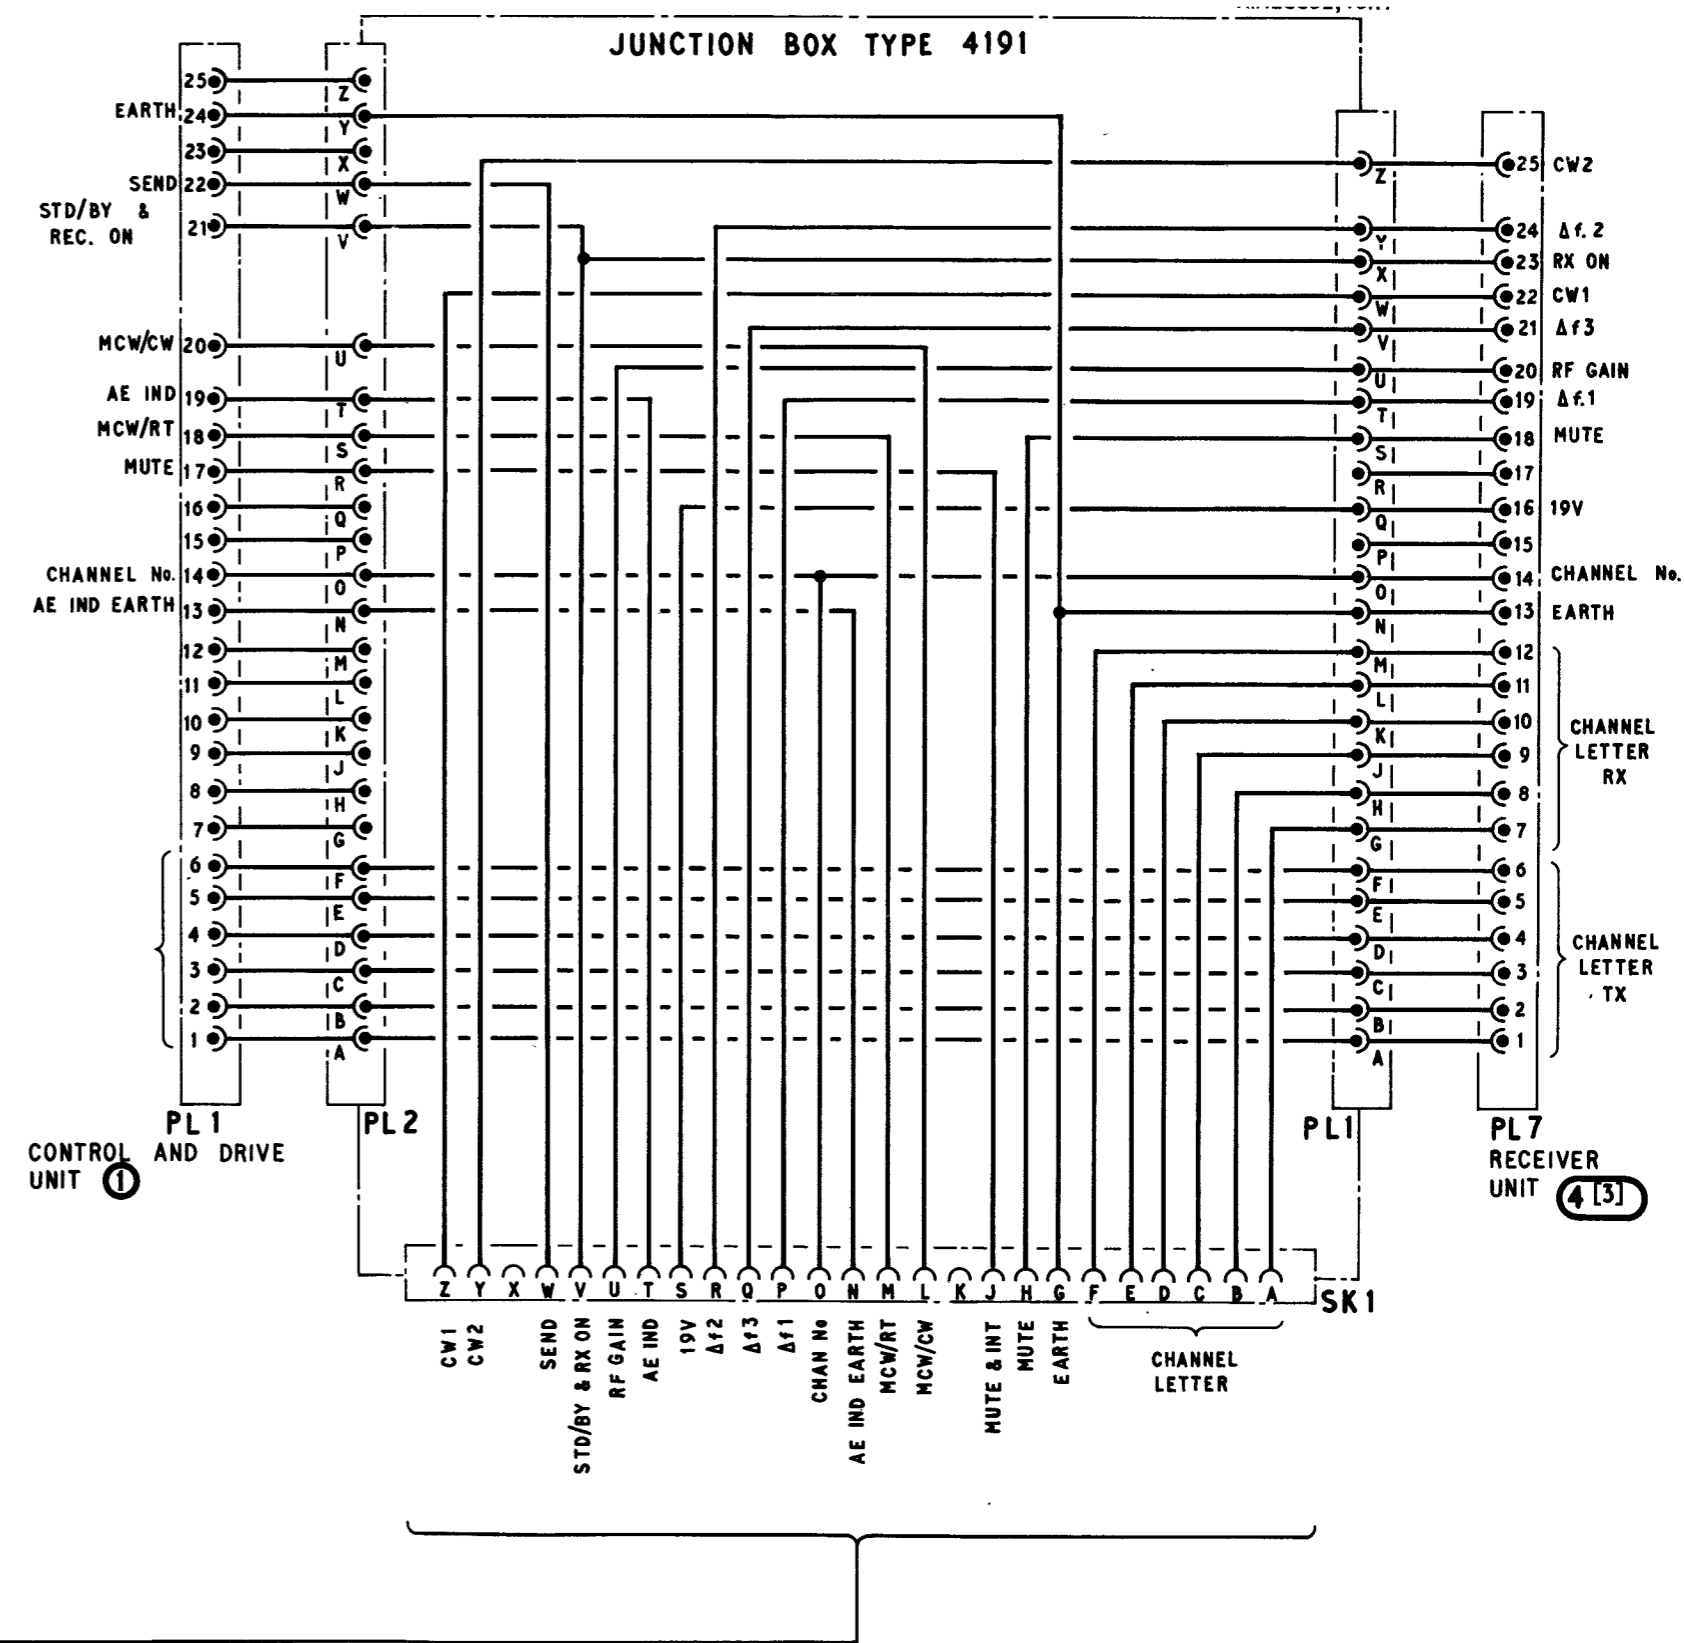 JUNCTION BOX TYPE 4191
25 Z
EARTH 24 Y
23 X
SEND 22 W
STD/BY &
REC. ON
21 V
MCW/CW 20 U
AE IND 19 T
MCW/RT 18 S
MUTE 17 R
16 Q
15 P
CHANNEL No. 14 O
AE IND EARTH 13 N
12 M
11 L
10 K
9 J
8 H
7 G
6 F
5 E
4 D
3 C
2 B
1 A
PL1
CONTROL AND DRIVE
UNIT 1
PL2
Z 25 CW2
Y 24 Δf.2
X 23 RX ON
W 22 CW1
V 21 Δf3
U 20 RF GAIN
T 19 Δf.1
S 18 MUTE
R 17
Q 16 19V
P 15
O 14 CHANNEL No.
N 13 EARTH
M 12
L 11
K 10
J 9
H 8
G 7
CHANNEL
LETTER
RX
F 6
E 5
D 4
C 3
B 2
A 1
CHANNEL
LETTER
TX
PL1
PL7
RECEIVER
UNIT 4 [3]
Z Y X W V U T S R Q P O N M L K J H G F E D C B A
SK1
CW1
CW2
SEND
STD/BY & RX ON
RF GAIN
AE IND
19V
Δf2
Δf3
Δf1
CHAN No
AE IND EARTH
MCW/RT
MCW/CW
MUTE & INT
MUTE
EARTH
CHANNEL
LETTER